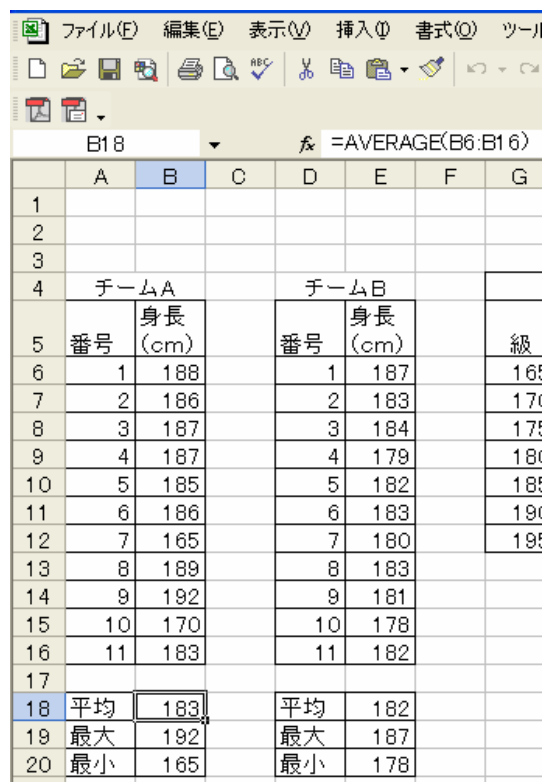 ファイル(F) 編集(E) 表示(V) 挿入(I) 書式(O) ツール
B18 fx =AVERAGE(B6:B16)
A B C D E F G
1
2
3
4 チームA チームB
5 番号 身長(cm) 番号 身長(cm) 級
6 1 188 1 187 165
7 2 186 2 183 170
8 3 187 3 184 175
9 4 187 4 179 180
10 5 185 5 182 185
11 6 186 6 183 190
12 7 165 7 180 195
13 8 189 8 183
14 9 192 9 181
15 10 170 10 178
16 11 183 11 182
17
18 平均 183 平均 182
19 最大 192 最大 187
20 最小 165 最小 178